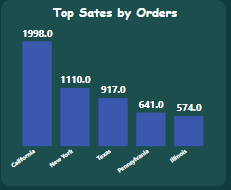 Top Sates by Orders
1998.0
1110.0
917.0
641.0
574.0
California
New York
Texas
Pennsylvania
Illinois